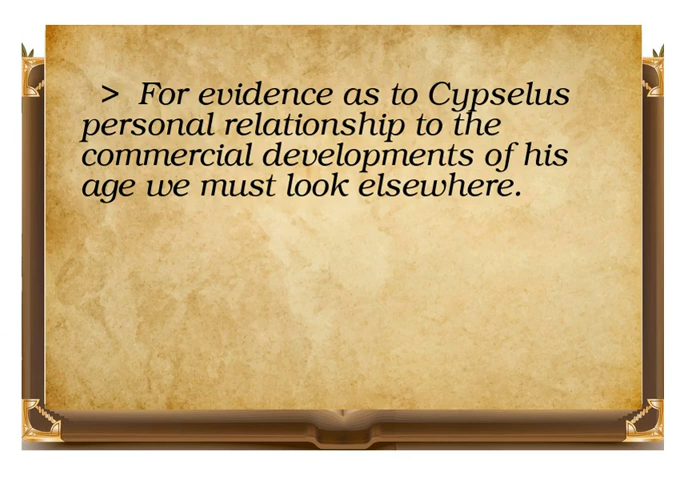 > For evidence as to Cypselus
personal relationship to the
commercial developments of his
age we must look elsewhere.